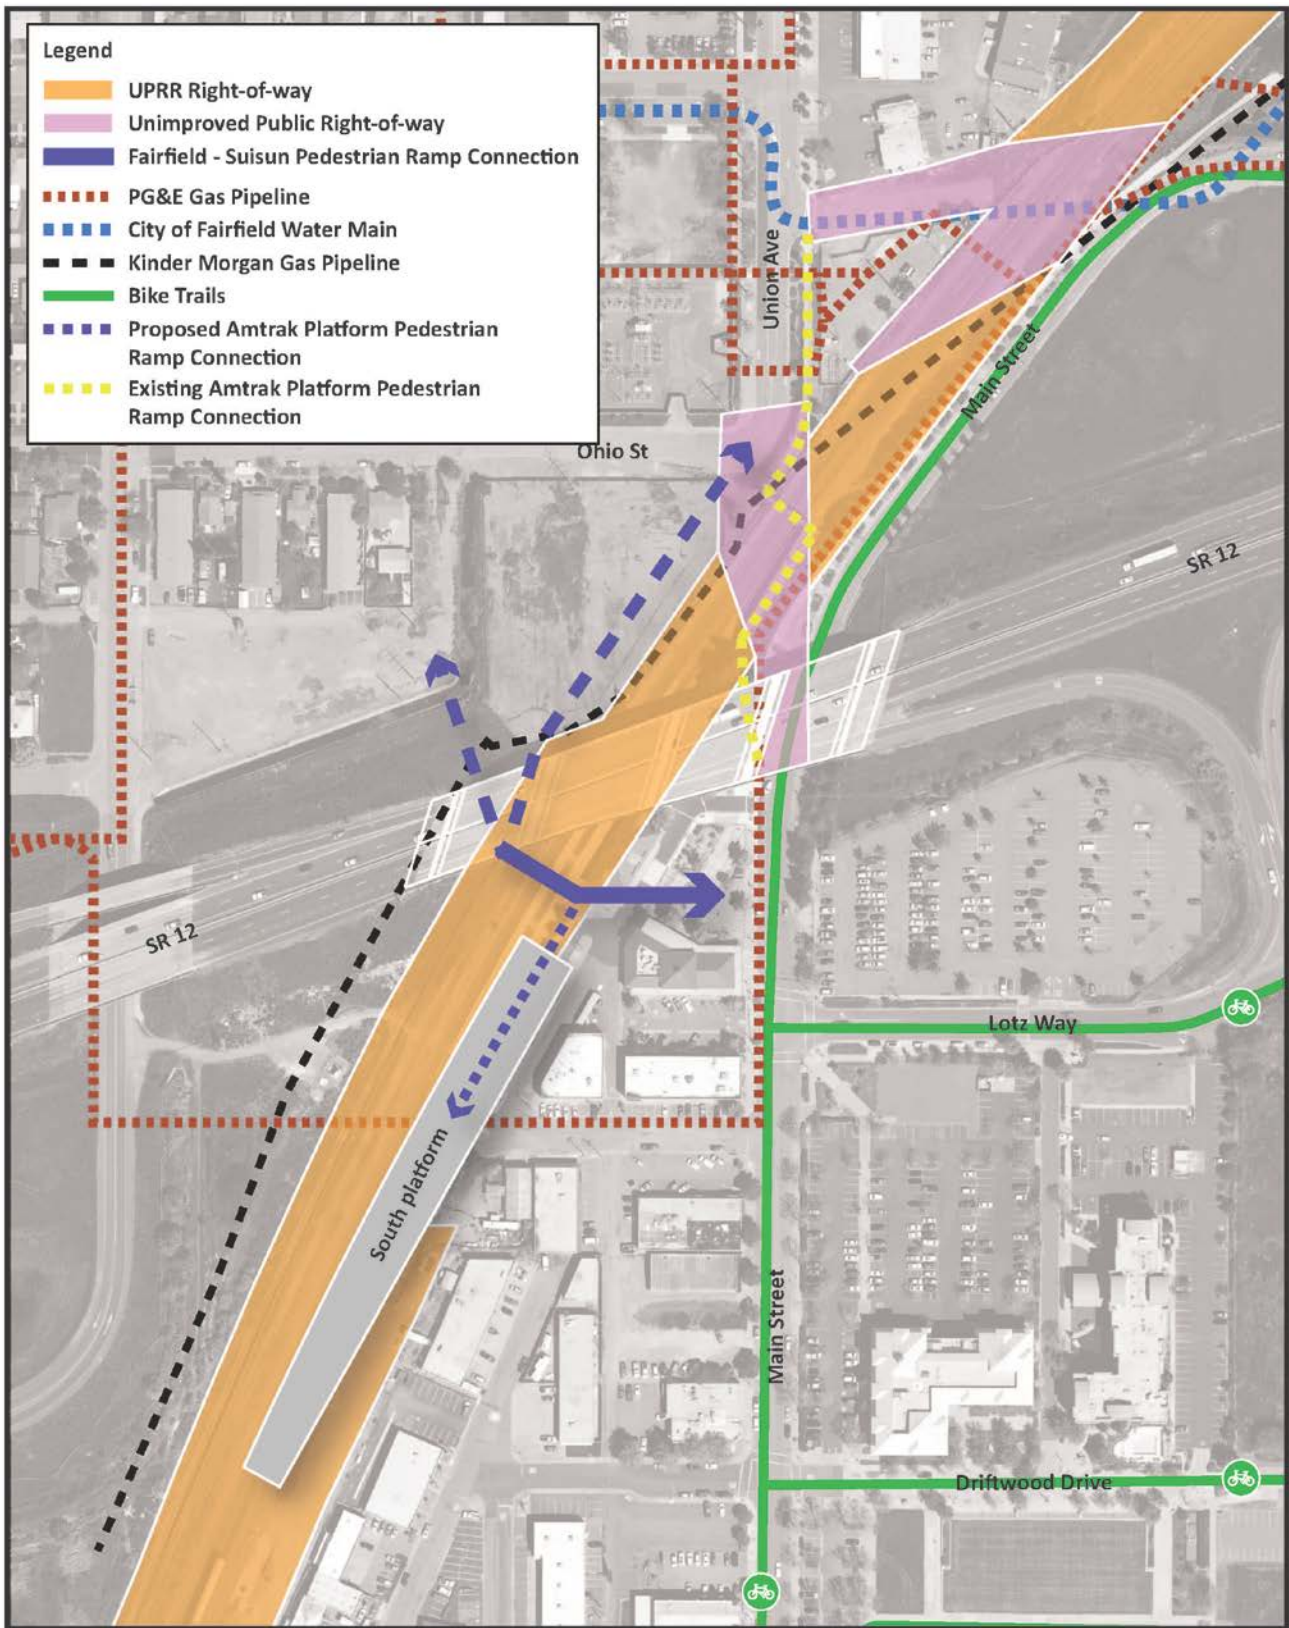 Legend
UPRR Right-of-way
Unimproved Public Right-of-way
Fairfield - Suisun Pedestrian Ramp Connection
PG&E Gas Pipeline
City of Fairfield Water Main
Kinder Morgan Gas Pipeline
Bike Trails
Proposed Amtrak Platform Pedestrian
Ramp Connection
Existing Amtrak Platform Pedestrian
Ramp Connection
Union Ave
Main Street
Ohio St
SR 12
SR 12
Lotz Way
South platform
Main Street
Driftwood Drive